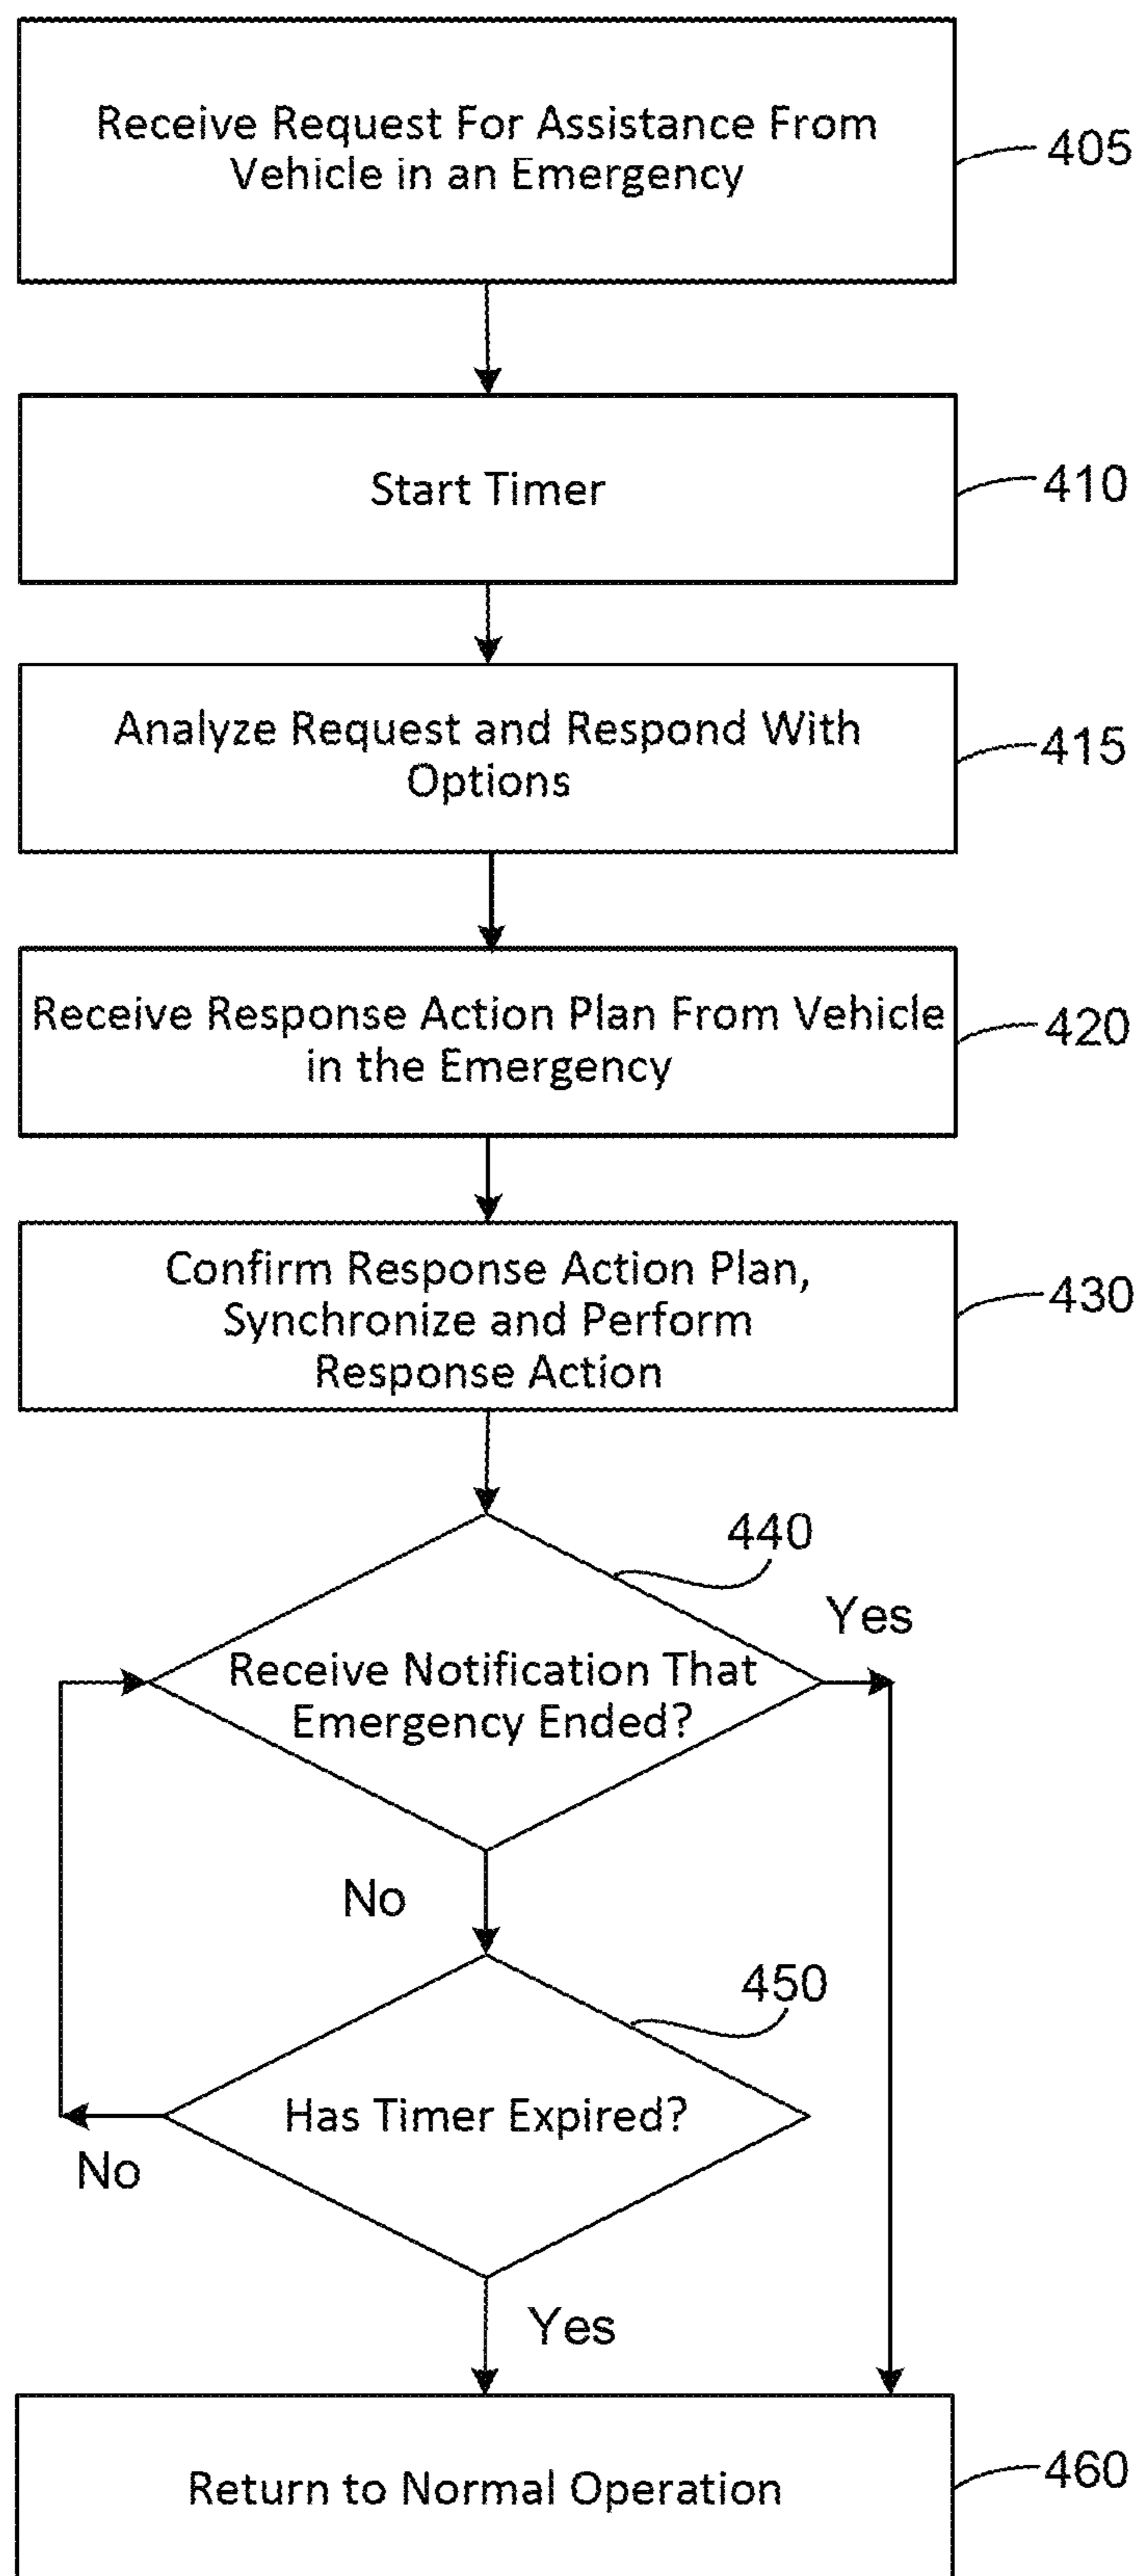 Receive Request For Assistance From
Vehicle in an Emergency
405
Start Timer
410
Analyze Request and Respond With
Options
415
Receive Response Action Plan From Vehicle
in the Emergency
420
Confirm Response Action Plan,
Synchronize and Perform
Response Action
430
440
Yes
Receive Notification That
Emergency Ended?
No
450
Has Timer Expired?
No
Yes
Return to Normal Operation
460